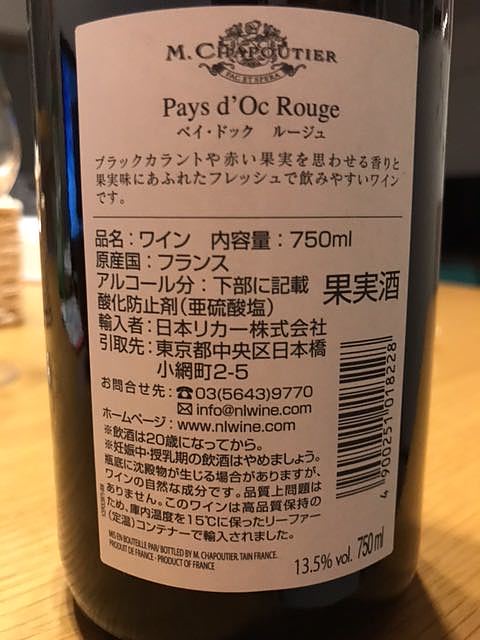 M. CHAPOUTIER
FAC ET SPERA
Pays d'Oc Rouge
ペイ・ドック ルージュ
ブラックカラントや赤い果実を思わせる香りと
果実味にあふれたフレッシュで飲みやすいワイン
です。
品名：ワイン 内容量：750ml
原産国：フランス
アルコール分：下部に記載
果実酒
酸化防止剤(亜硫酸塩)
輸入者：日本リカー株式会社
引取先：東京都中央区日本橋
小網町2-5
お問合せ先：☎03(5643)9770
✉info@nlwine.com
ホームページ：www.nlwine.com
※飲酒は20歳になってから。
※妊娠中・授乳期の飲酒はやめましょう。
瓶底に沈殿物が生じる場合がありますが、
ワインの自然な成分です。品質上問題は
ありません。このワインは高品質保持の
ため、庫内温度を15℃に保ったリーファー
(定温)コンテナーで輸入されました。
MIS EN BOUTEILLE PAR/ BOTTLED BY M. CHAPOUTIER, TAIN FRANCE.
PRODUIT DE FRANCE - PRODUCT OF FRANCE
13.5% vol. 750 ml
4 900251 018228